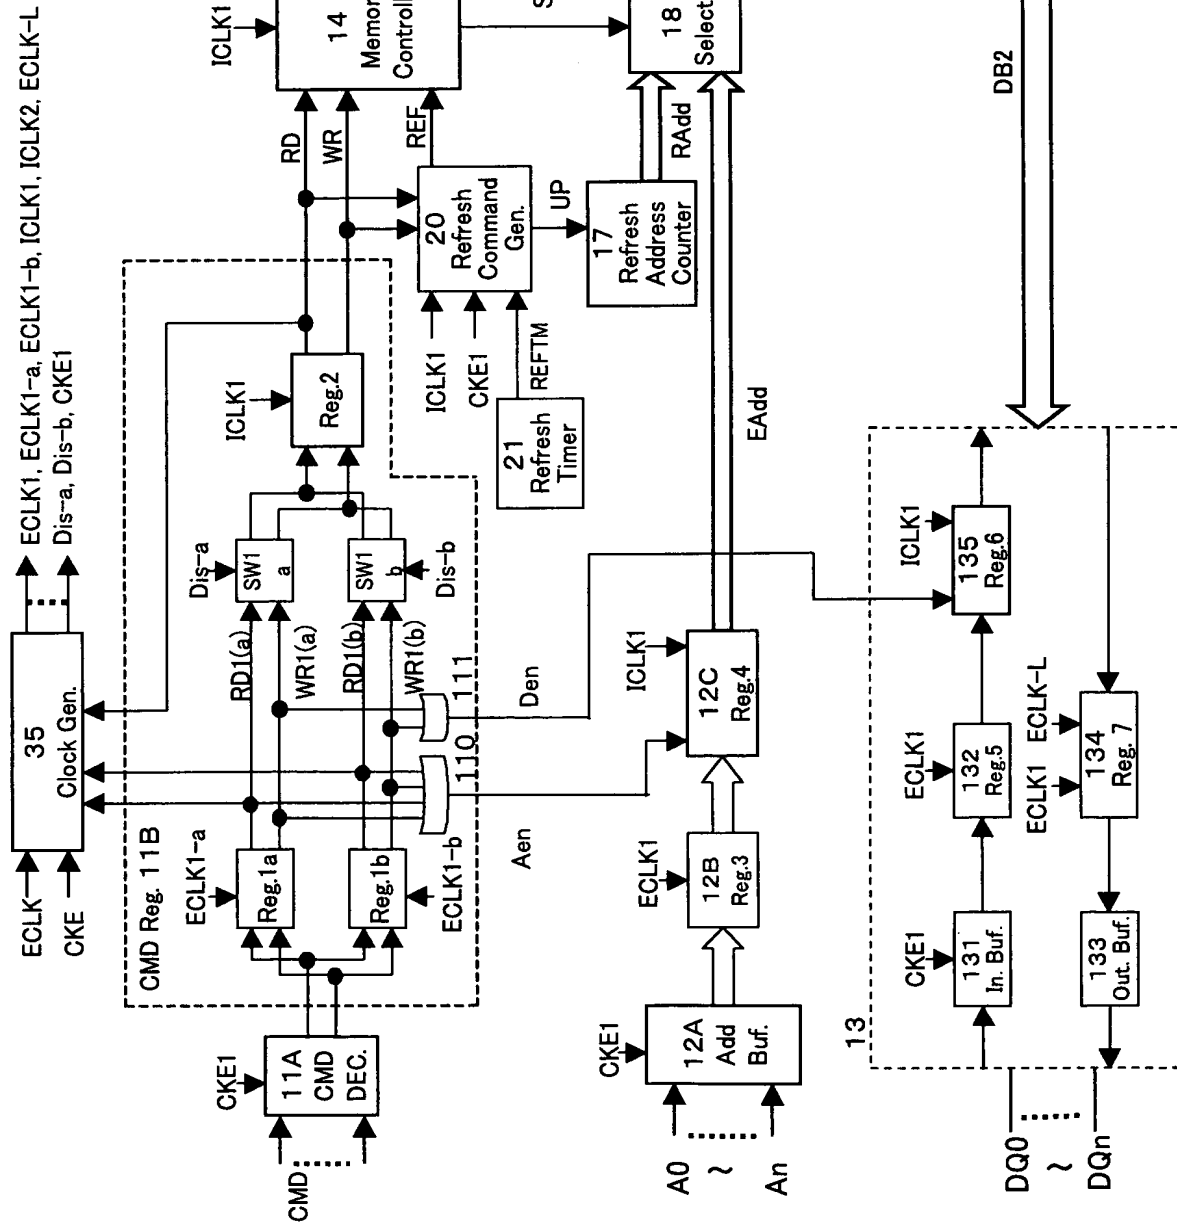 ECLK1, ECLK1-a, ECLK1-b, ICLK1, ICLK2, ECLK-L
Dis-a, Dis-b, CKE1
35
Clock Gen.
ECLK
CKE
CMD Reg. 11B
CKE1
11A
CMD
DEC.
CMD
ECLK1-a
Reg.1a
Reg.1b
ECLK1-b
RD1(a)
WR1(a)
RD1(b)
WR1(b)
110
111
Dis-a
SW1
a
SW1
b
Dis-b
ICLK1
Reg.2
RD
WR
ICLK1
14
REF
20
Refresh
Command
Gen.
ICLK1
CKE1
REFTM
21
Refresh
Timer
UP
17
Refresh
Address
Counter
RAdd
18
Select
Aen
Den
CKE1
12A
Add
Buf.
A0
~
An
ECLK1
12B
Reg.3
ICLK1
12C
Reg.4
EAdd
DB2
13
CKE1
131
In. Buf.
ECLK1
132
Reg.5
ICLK1
135
Reg.6
ECLK1
ECLK-L
134
Reg. 7
133
Out. Buf.
DQ0
~
DQn